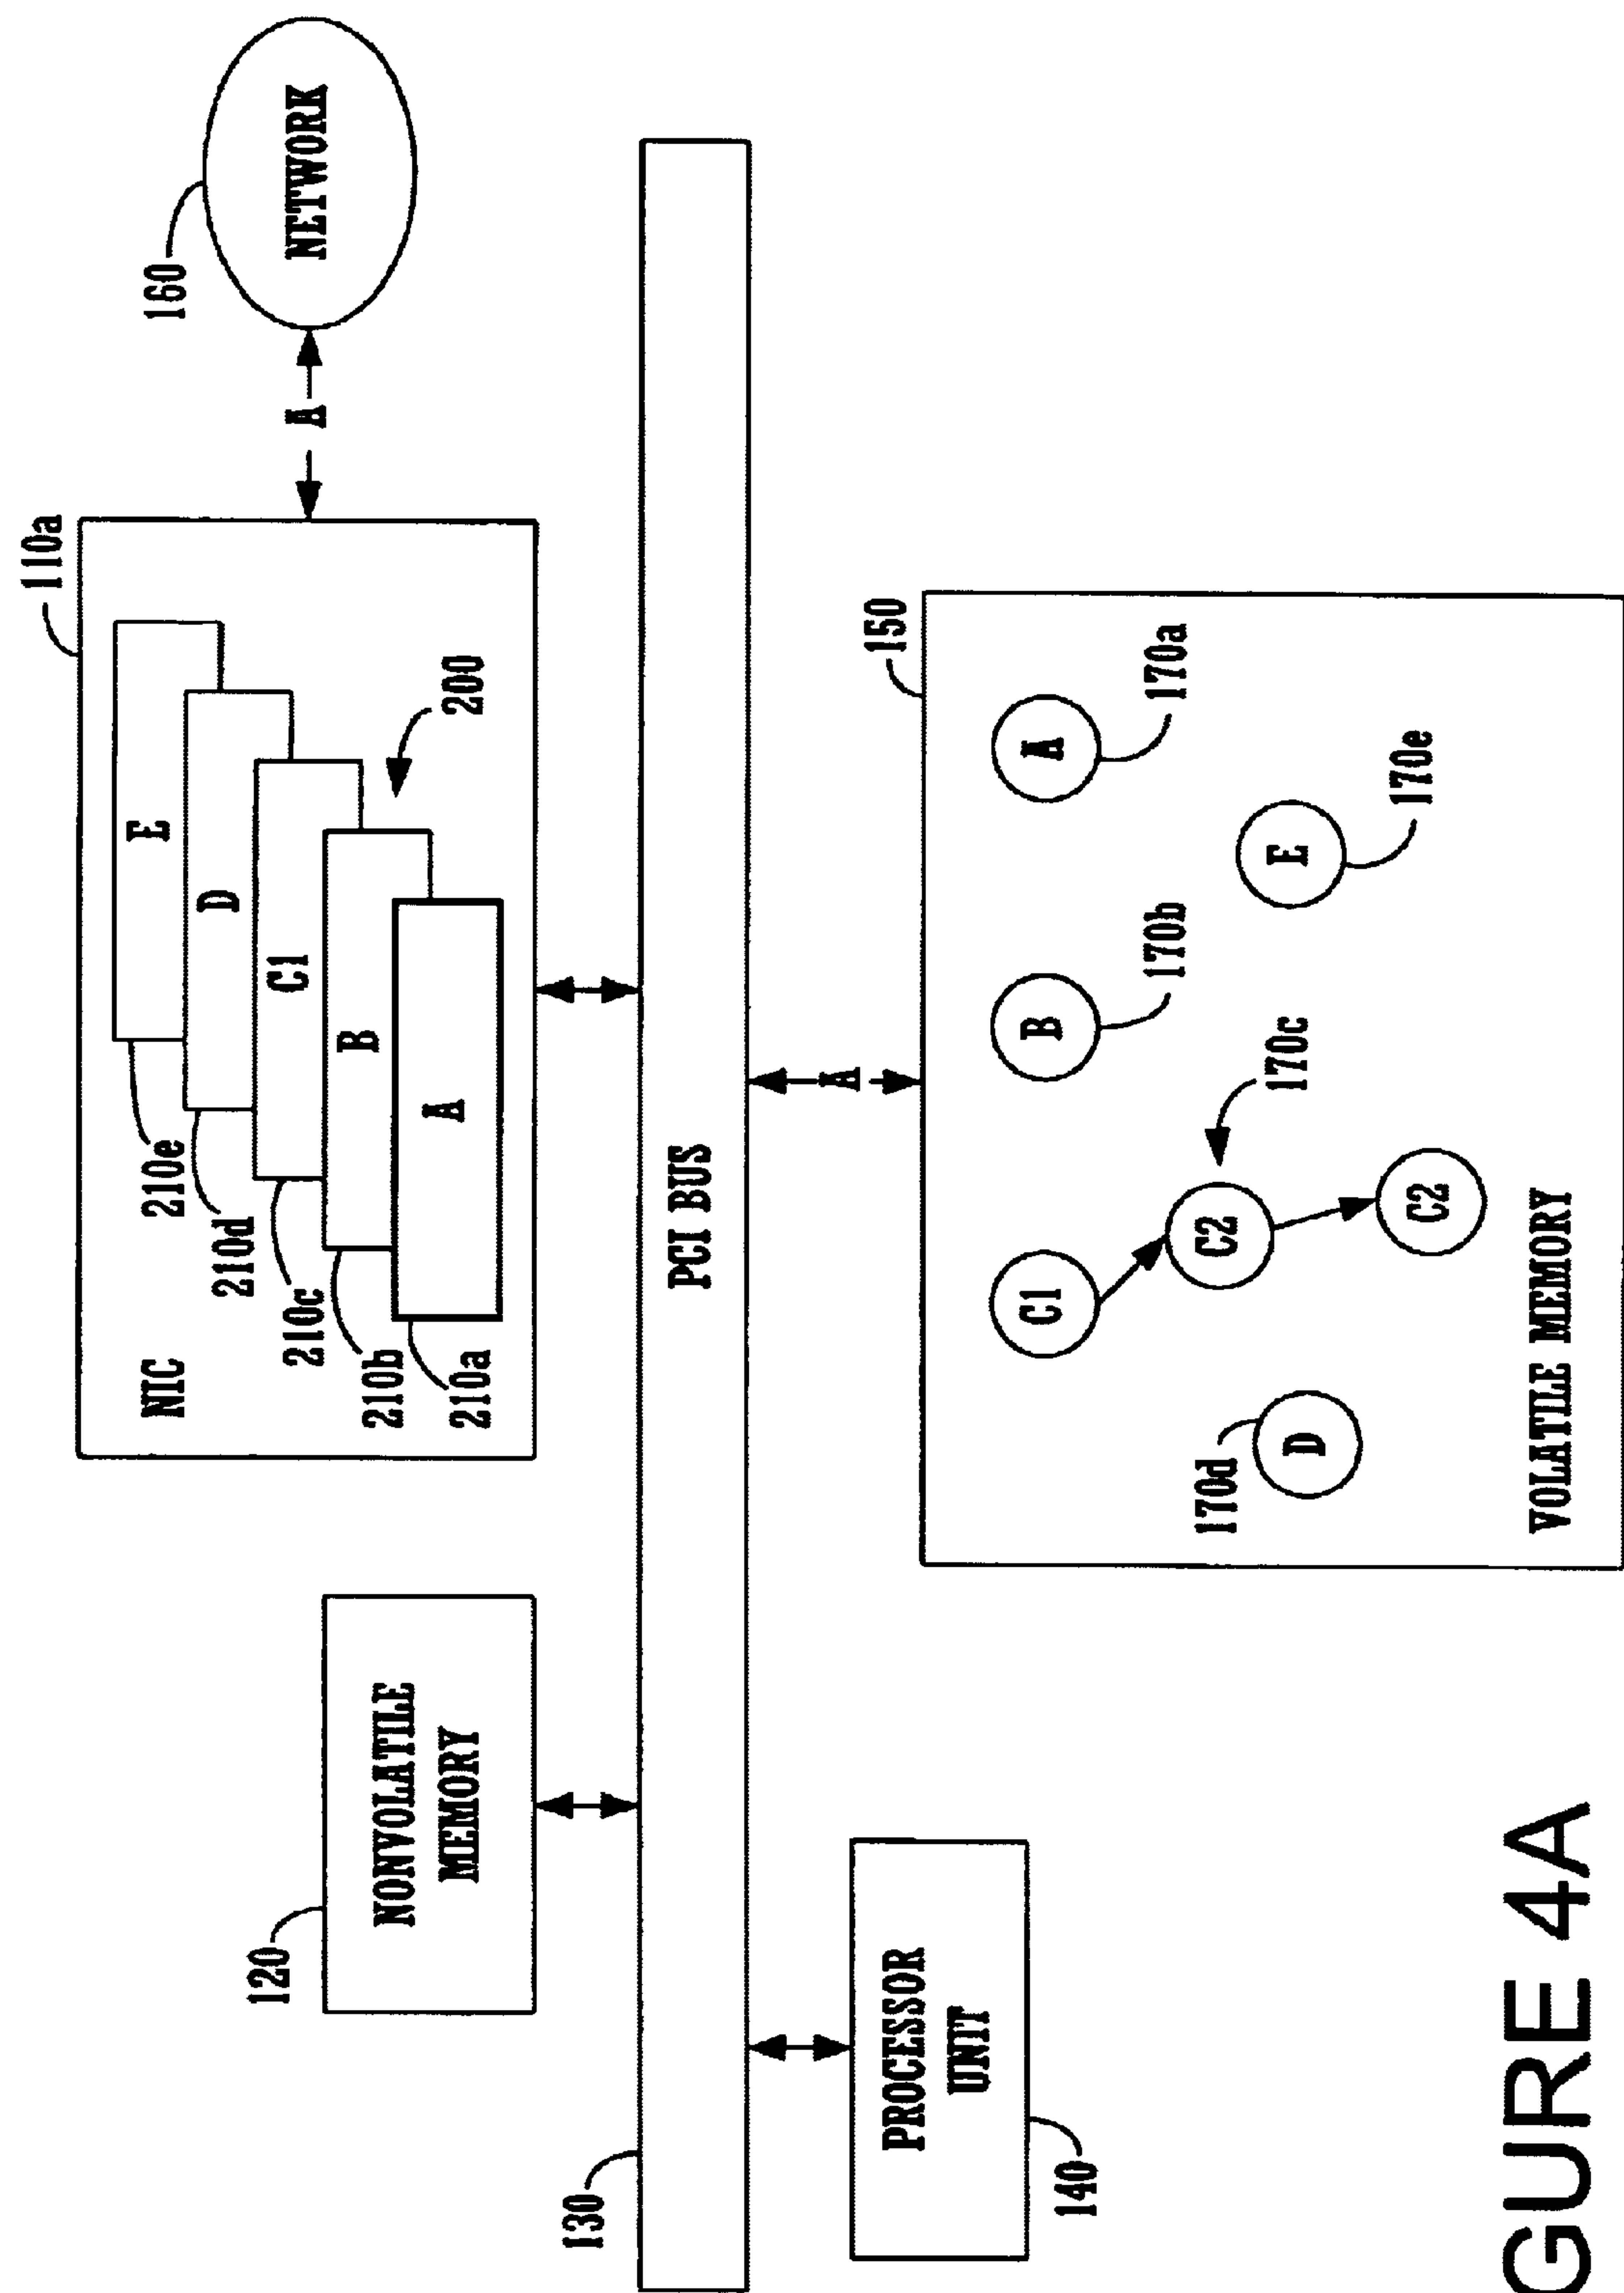 160
NETWORK
A
110a
NIC
E
D
C1
B
A
200
210e
210d
210c
210b
210a
120
NONVOLATILE
MEMORY
130
PCI BUS
A
140
PROCESSOR
UNIT
150
A
170a
B
170b
E
170e
C1
C2
170c
C2
170d
D
VOLATILE MEMORY
GURE 4A